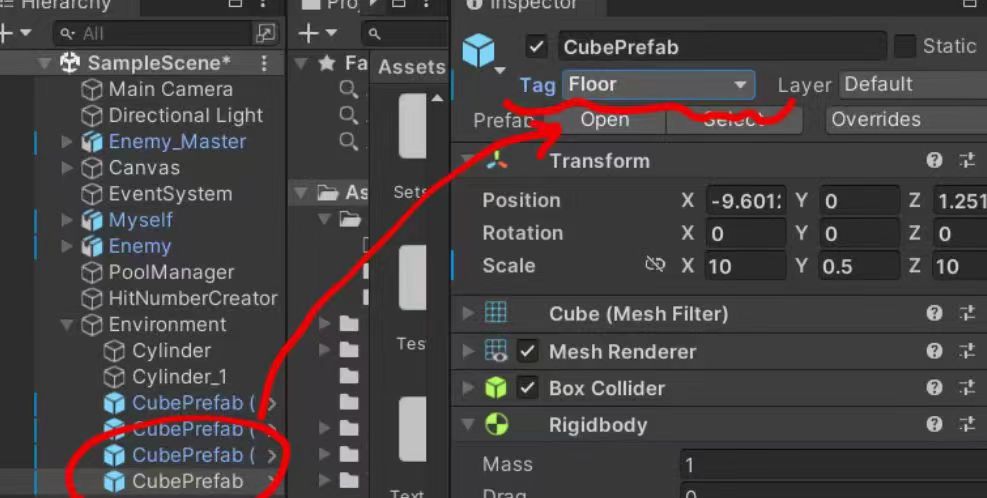 Hierarchy
Inspector
All
SampleScene*
Main Camera
Directional Light
Enemy_Master
Canvas
EventSystem
Myself
Enemy
PoolManager
HitNumberCreator
Environment
Cylinder
Cylinder_1
CubePrefab (
CubePrefab (
CubePrefab (
CubePrefab
Fa
As
Assets
Sets
Tes
Text
CubePrefab
Static
Tag Floor Layer Default
Prefab Open Select Overrides
Transform
Position X -9.601 Y 0 Z 1.251
Rotation X 0 Y 0 Z 0
Scale X 10 Y 0.5 Z 10
Cube (Mesh Filter)
Mesh Renderer
Box Collider
Rigidbody
Mass 1
Drag 0